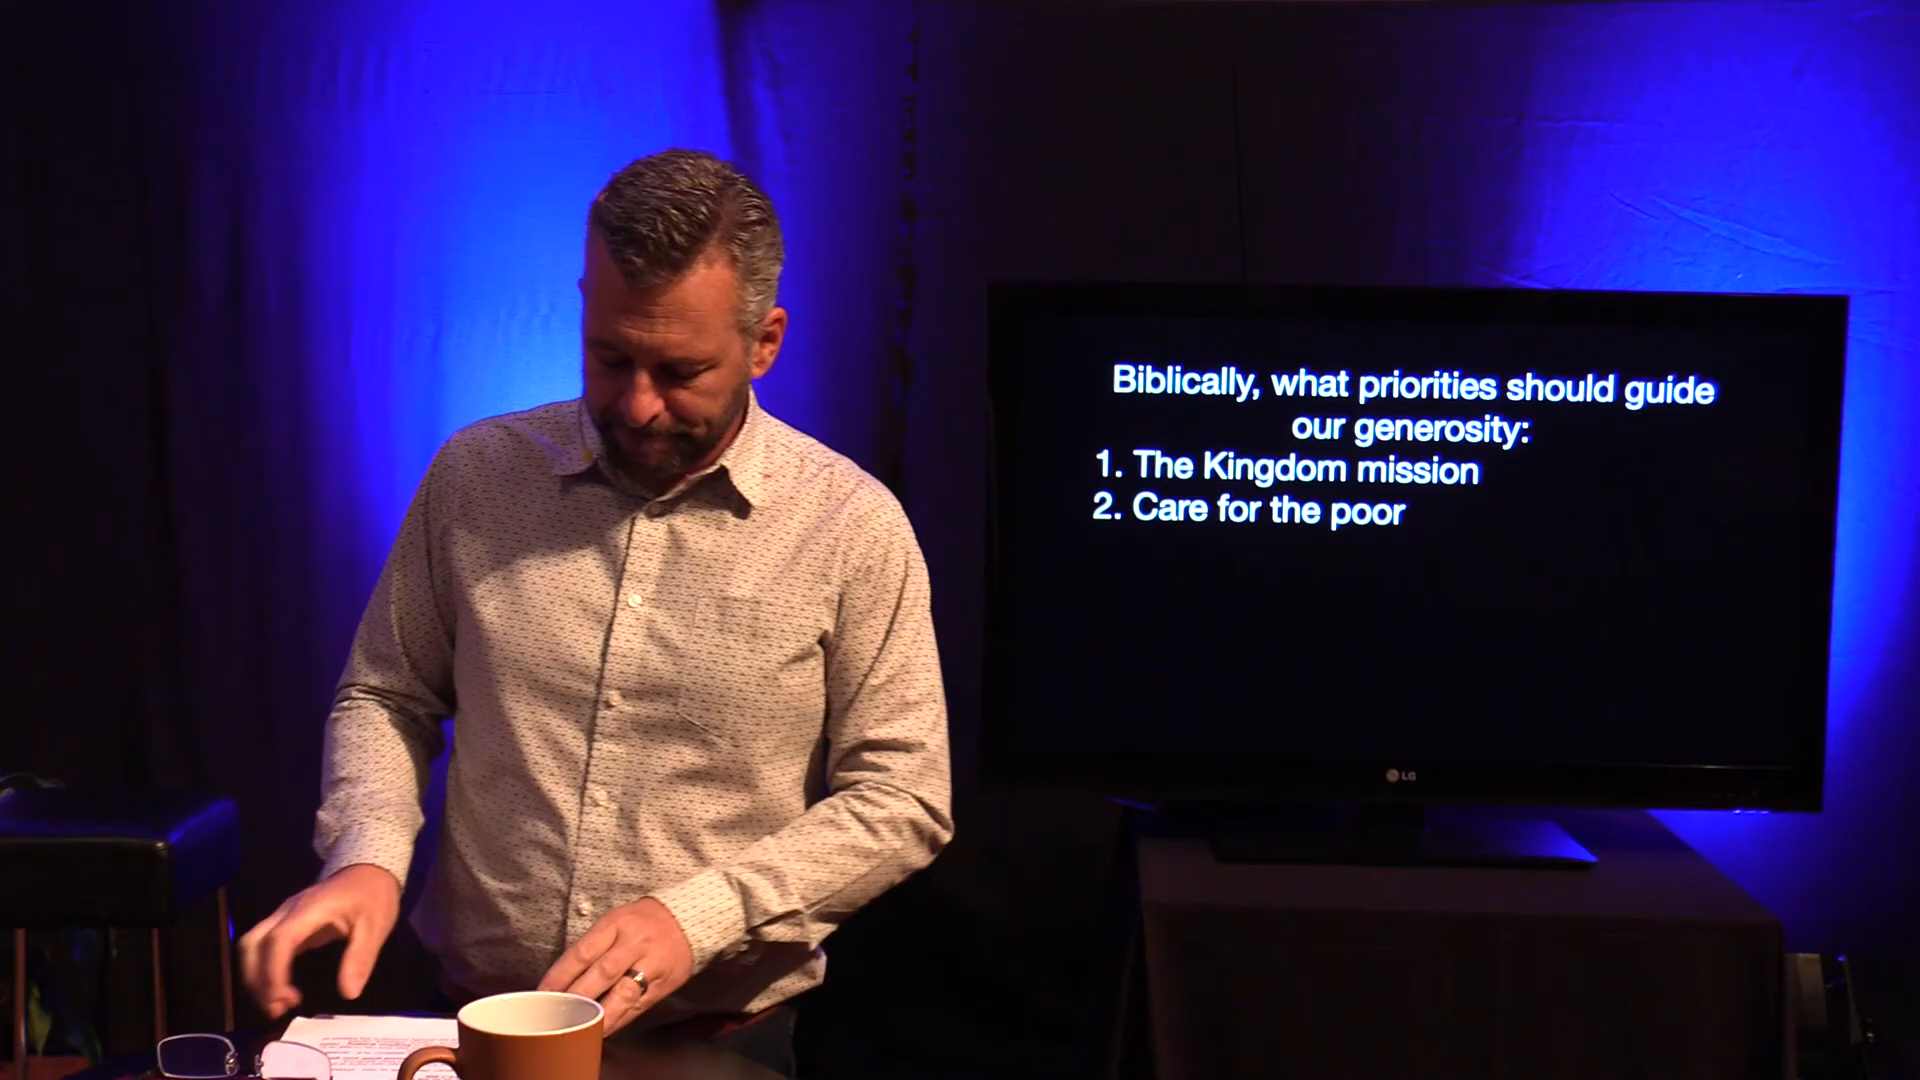 Biblically, what priorities should guide
our generosity:
1. The Kingdom mission
2. Care for the poor
LG